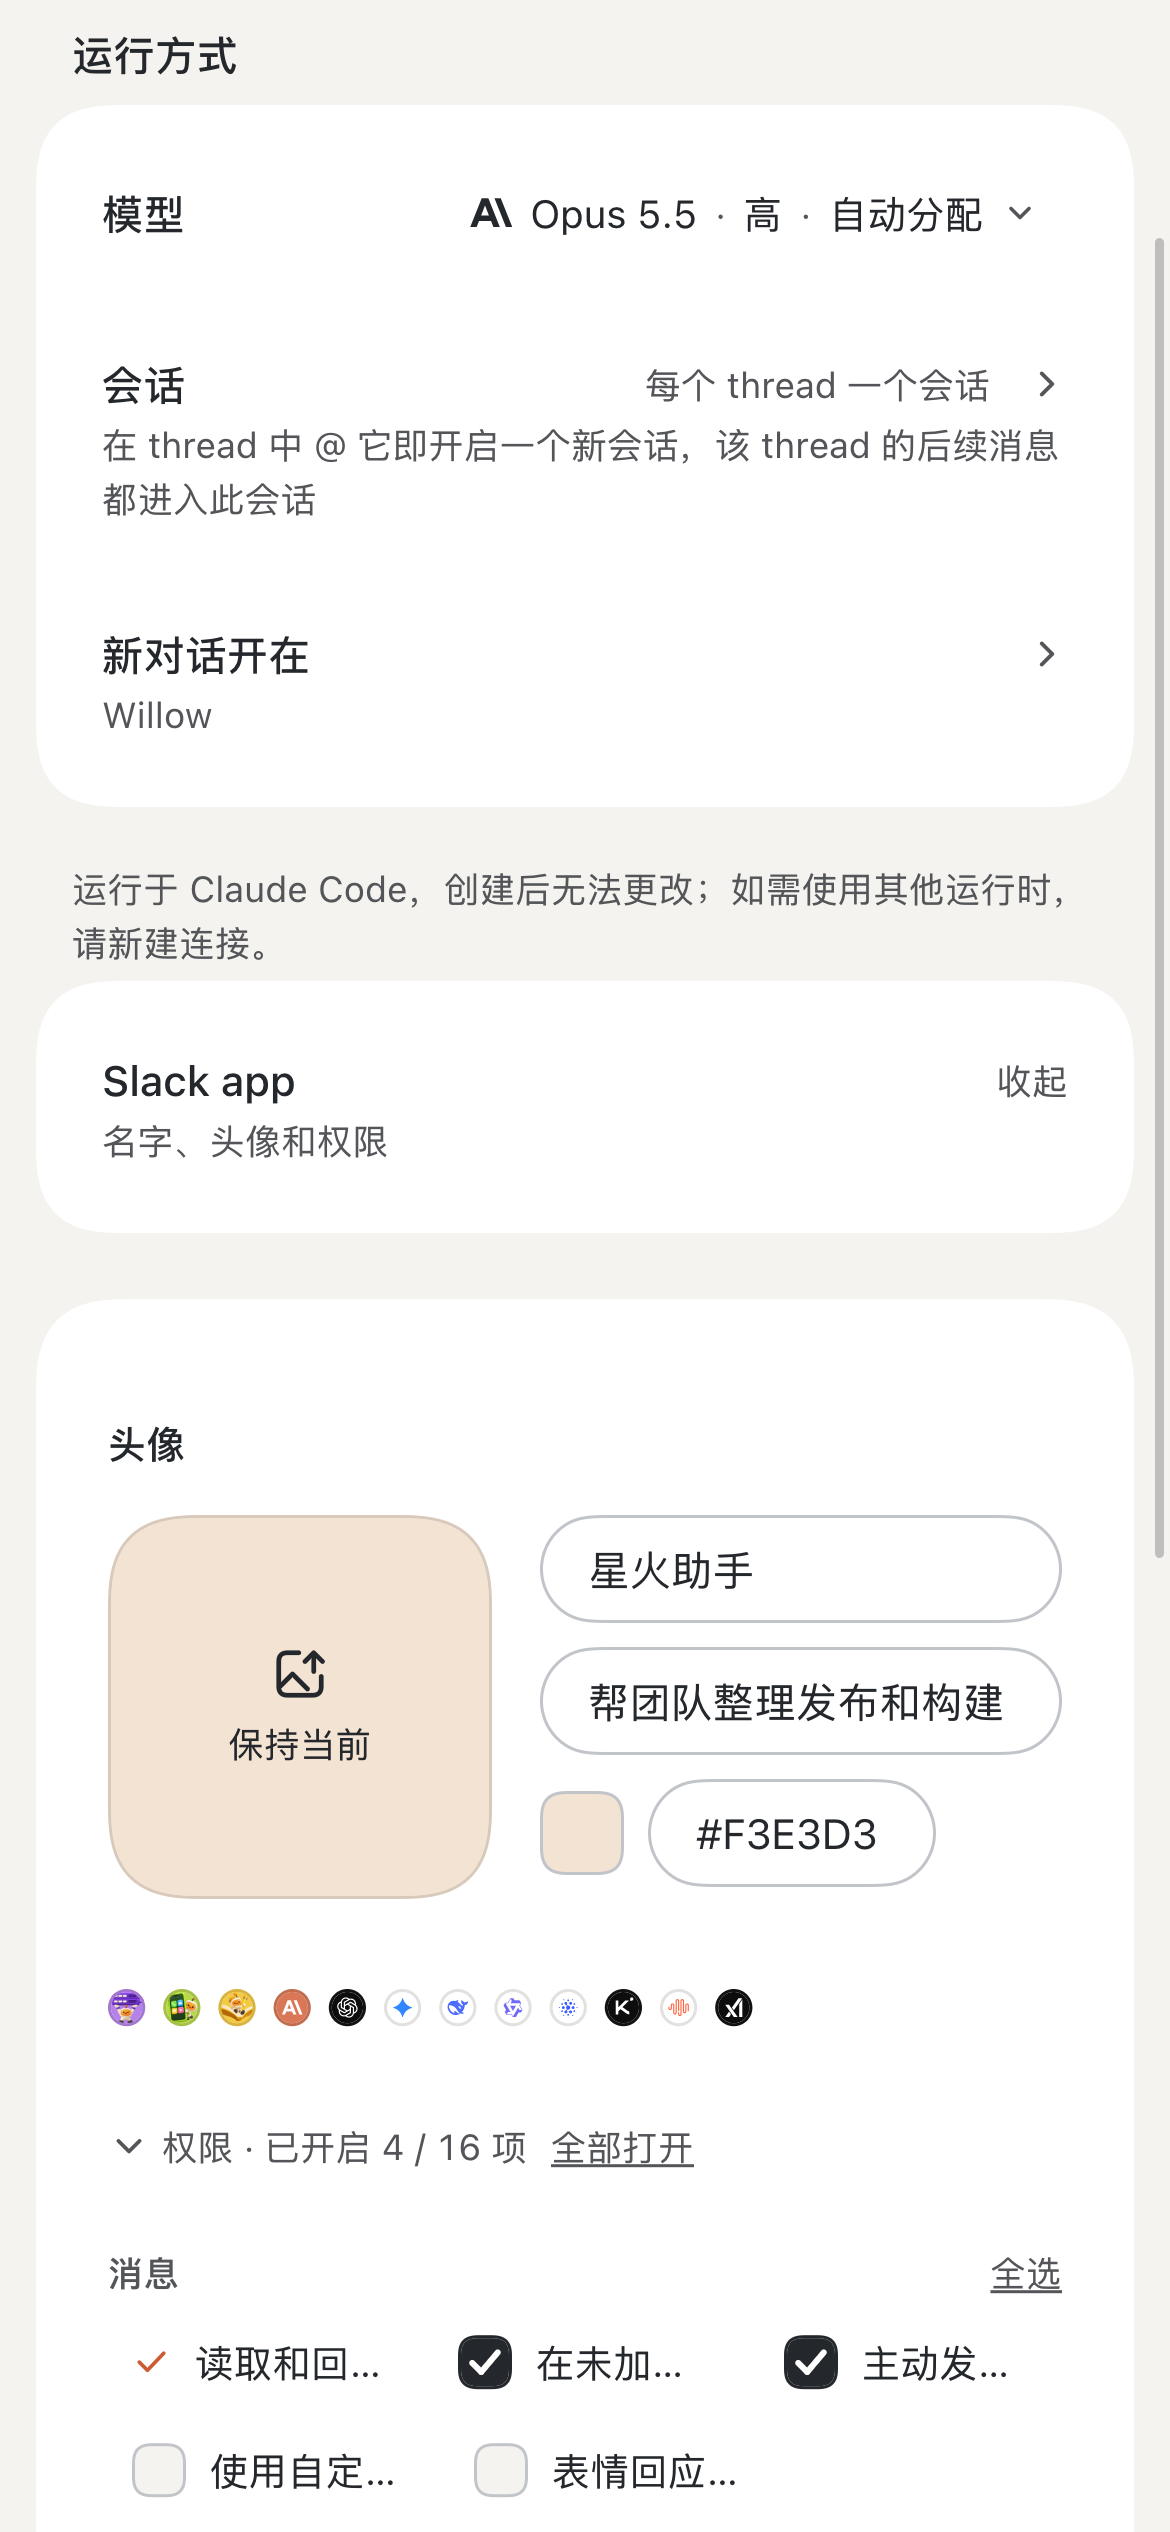 运行方式
模型
Opus 5.5 · 高 · 自动分配
会话
每个 thread 一个会话
在 thread 中 @ 它即开启一个新会话，该 thread 的后续消息
都进入此会话
新对话开在
Willow
运行于 Claude Code，创建后无法更改；如需使用其他运行时，
请新建连接。
Slack app
收起
名字、头像和权限
头像
保持当前
星火助手
帮团队整理发布和构建
#F3E3D3
权限 · 已开启 4 / 16 项 全部打开
消息
全选
读取和回...
在未加...
主动发...
使用自定...
表情回应...